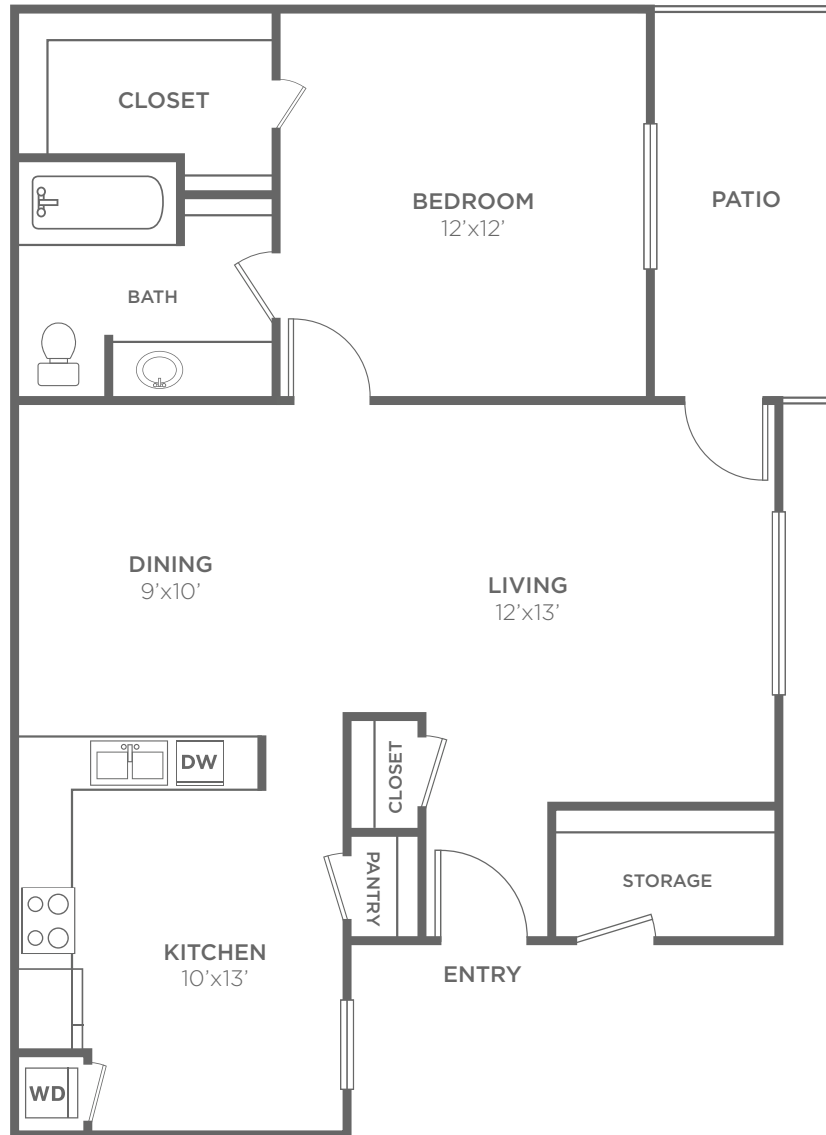 CLOSET
BEDROOM
12’x12’
PATIO
BATH
DINING
9’x10’
LIVING
12’x13’
DW
CLOSET
PANTRY
STORAGE
KITCHEN
10’x13’
ENTRY
WD